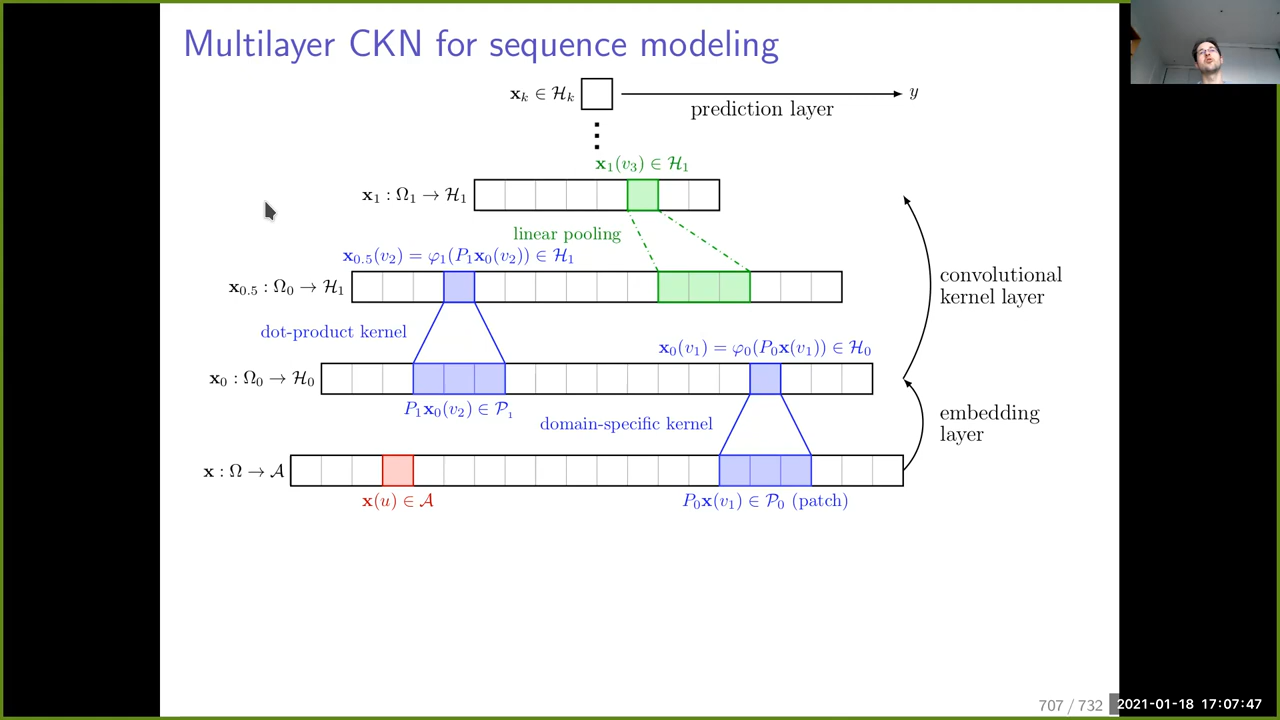 Multilayer CKN for sequence modeling
𝐱ₖ ∈ ℋₖ
prediction layer
y
⋮
𝐱₁(v₃) ∈ ℋ₁
𝐱₁ : Ω₁ → ℋ₁
linear pooling
𝐱₀.₅(v₂) = φ₁(P₁𝐱₀(v₂)) ∈ ℋ₁
𝐱₀.₅ : Ω₀ → ℋ₁
convolutional
kernel layer
dot-product kernel
𝐱₀(v₁) = φ₀(P₀𝐱(v₁)) ∈ ℋ₀
𝐱₀ : Ω₀ → ℋ₀
P₁𝐱₀(v₂) ∈ 𝒫₁
domain-specific kernel
embedding
layer
𝐱 : Ω → 𝒜
𝐱(u) ∈ 𝒜
P₀𝐱(v₁) ∈ 𝒫₀ (patch)
707 / 732
2021-01-18 17:07:47